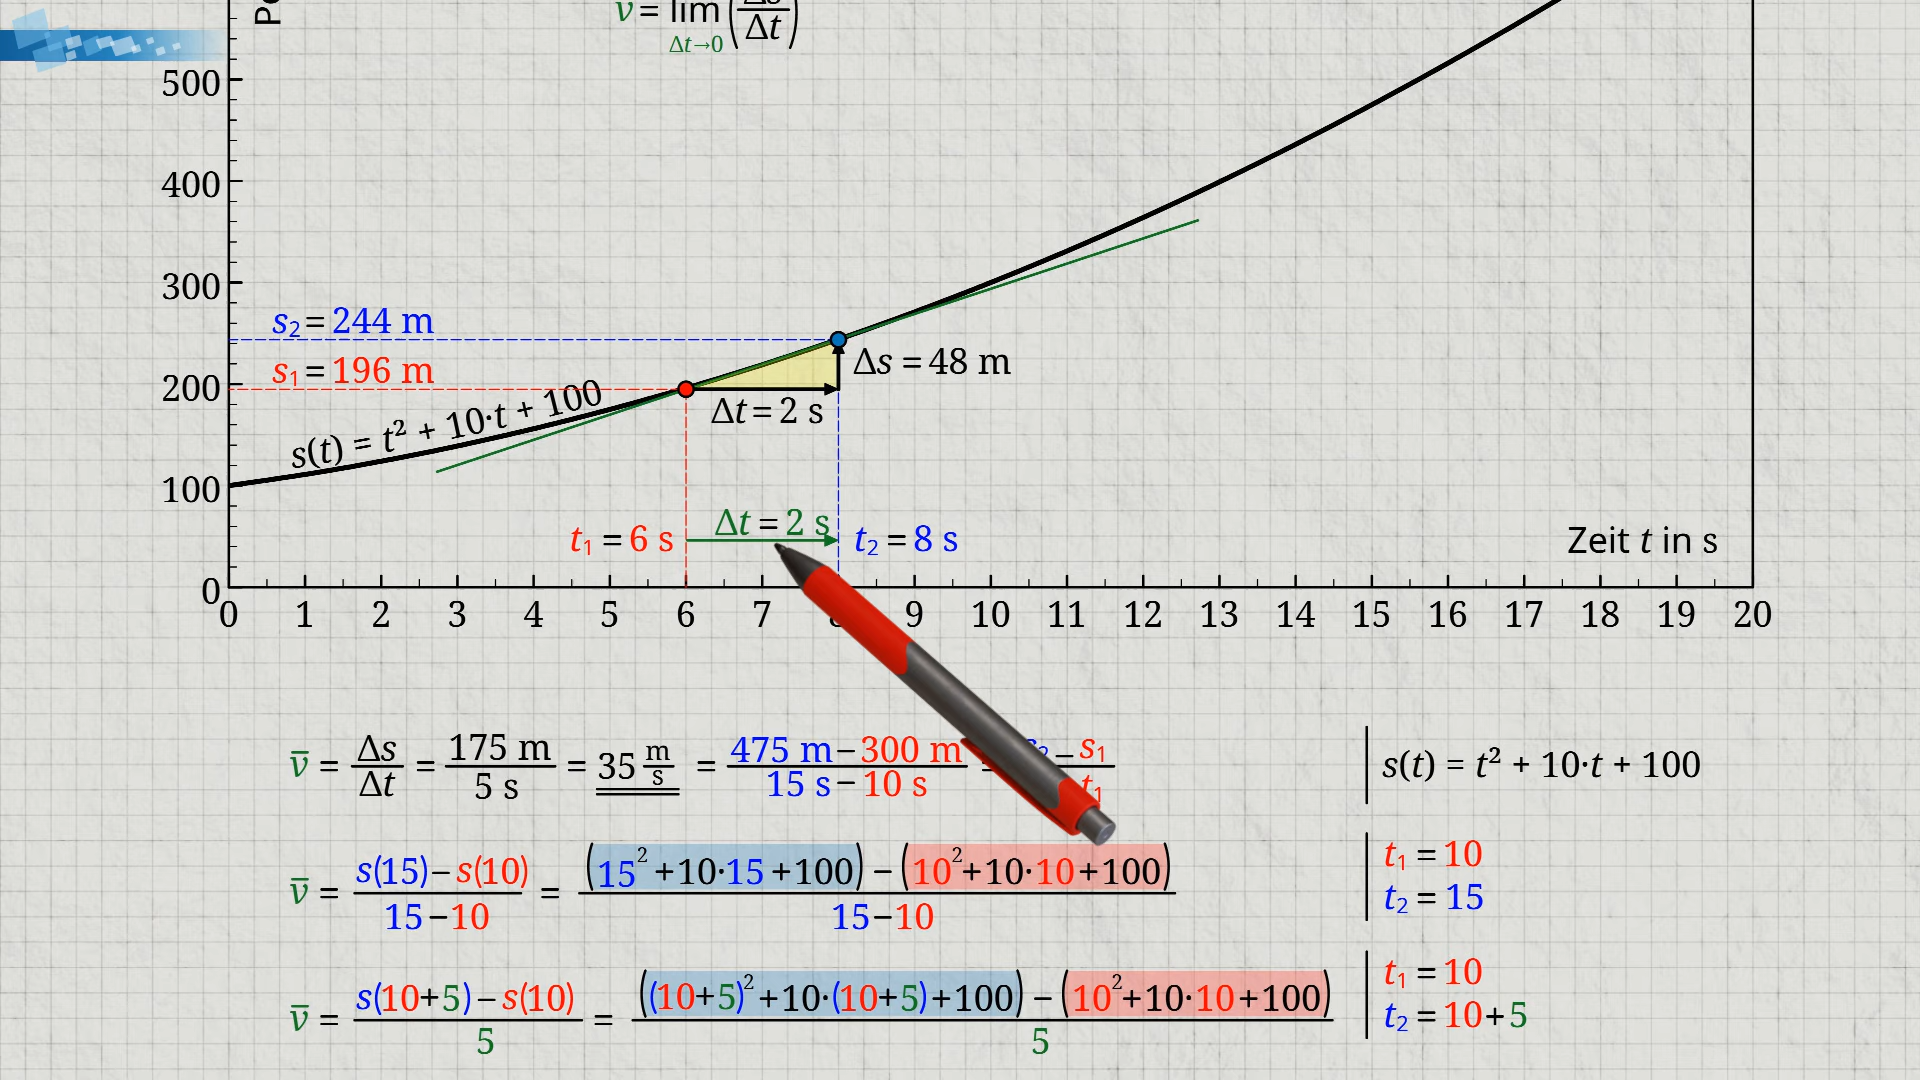 Po
v = lim (Δs/Δt)
Δt→0
500
400
300
200
100
0
s₂ = 244 m
s₁ = 196 m
s(t) = t² + 10·t + 100
Δs = 48 m
Δt = 2 s
t₁ = 6 s
Δt = 2 s
t₂ = 8 s
Zeit t in s
0 1 2 3 4 5 6 7 9 10 11 12 13 14 15 16 17 18 19 20
v̅ = Δs/Δt = 175 m/5 s = 35 m/s = (475 m − 300 m)/(15 s − 10 s) = s₂ − s₁ / t₁
s(t) = t² + 10·t + 100
v̅ = (s(15) − s(10))/(15 − 10) = ((15² + 10·15 + 100) − (10² + 10·10 + 100))/(15 − 10)
t₁ = 10
t₂ = 15
v̅ = (s(10+5) − s(10))/5 = (((10+5)² + 10·(10+5) + 100) − (10² + 10·10 + 100))/5
t₁ = 10
t₂ = 10+5